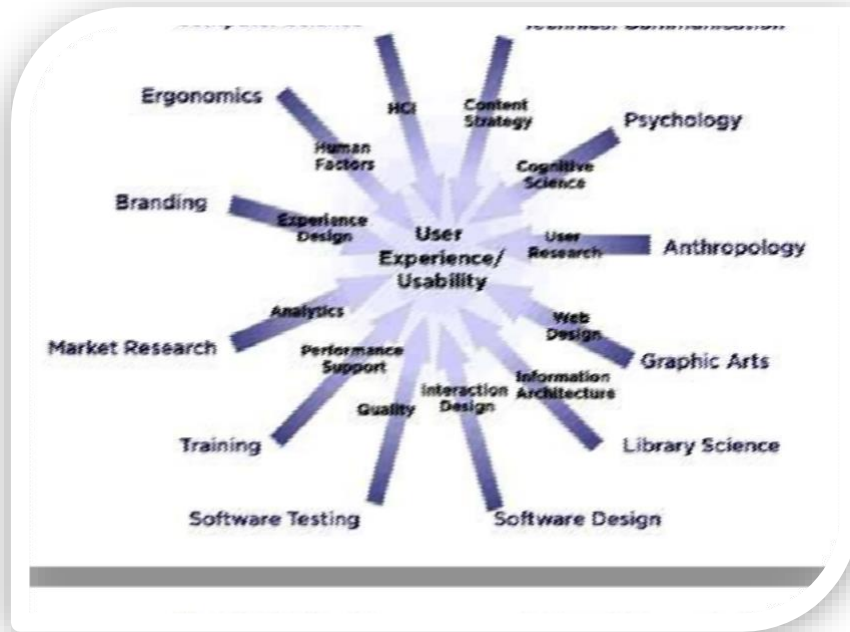 Technical Communication
Ergonomics
HCI
Content
Strategy
Psychology
Human
Factors
Cognitive
Science
Branding
Experience
Design
User
Experience/
Usability
User
Research
Anthropology
Analytics
Web
Design
Market Research
Performance
Support
Graphic Arts
Information
Architecture
Interaction
Design
Quality
Training
Library Science
Software Testing
Software Design